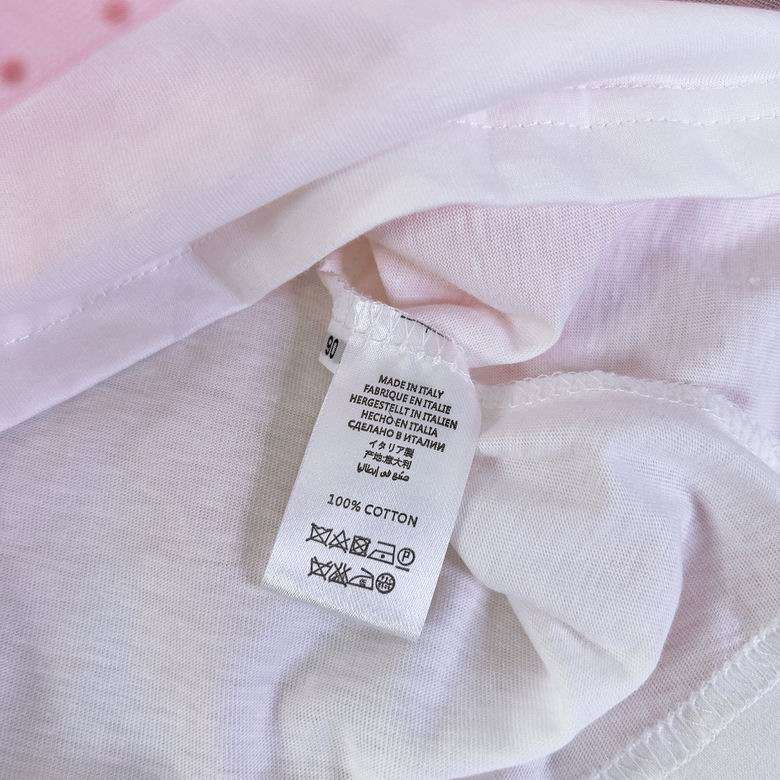 90
MADE IN ITALY
FABRIQUE EN ITALIE
HERGESTELLT IN ITALIEN
HECHO EN ITALIA
СДЕЛАНО В ИТАЛИИ
イタリア製
产地:意大利
صنع في إيطاليا
100% COTTON
P